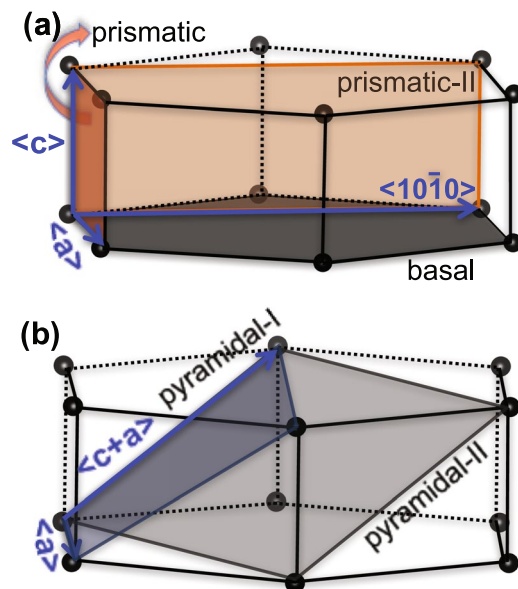 (a)
prismatic
prismatic-II
<c>
<101̄0>
<a>
basal
(b)
pyramidal-I
<c+a>
pyramidal-II
<a>